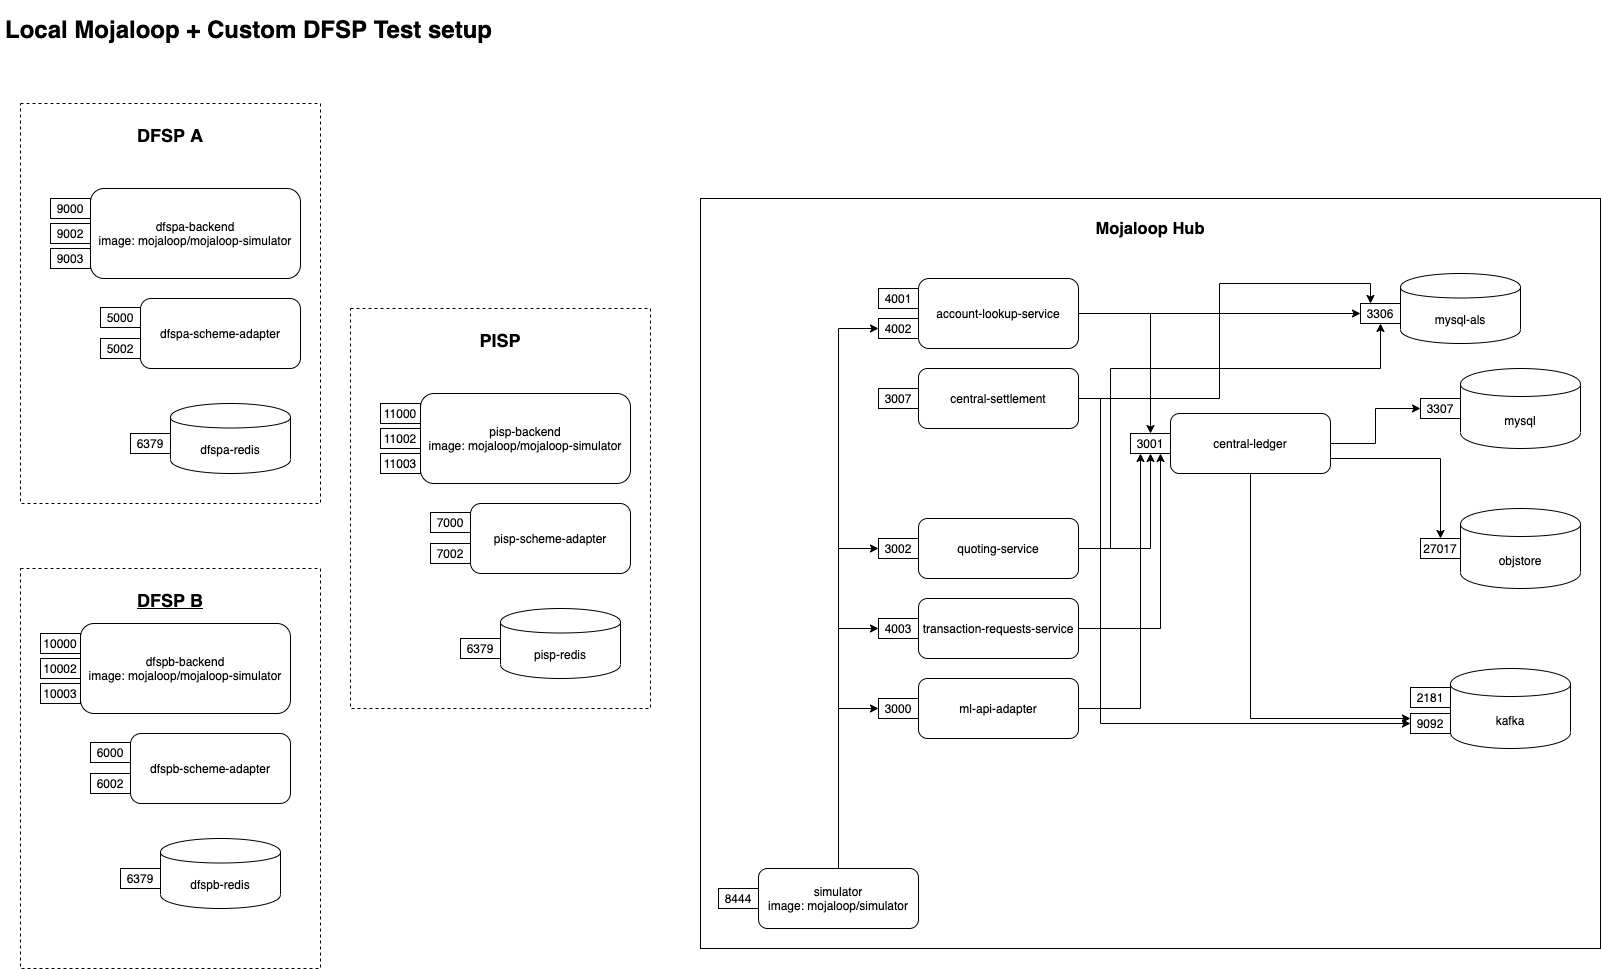 Local Mojaloop + Custom DFSP Test setup
DFSP A
9000
9002
9003
dfspa-backend
image: mojaloop/mojaloop-simulator
5000
5002
dfspa-scheme-adapter
6379
dfspa-redis
DFSP B
10000
10002
10003
dfspb-backend
image: mojaloop/mojaloop-simulator
6000
6002
dfspb-scheme-adapter
6379
dfspb-redis
PISP
11000
11002
11003
pisp-backend
image: mojaloop/mojaloop-simulator
7000
7002
pisp-scheme-adapter
6379
pisp-redis
Mojaloop Hub
4001
4002
account-lookup-service
3007
central-settlement
3002
quoting-service
4003
transaction-requests-service
3000
ml-api-adapter
8444
simulator
image: mojaloop/simulator
3001
central-ledger
3306
mysql-als
3307
mysql
27017
objstore
2181
9092
kafka